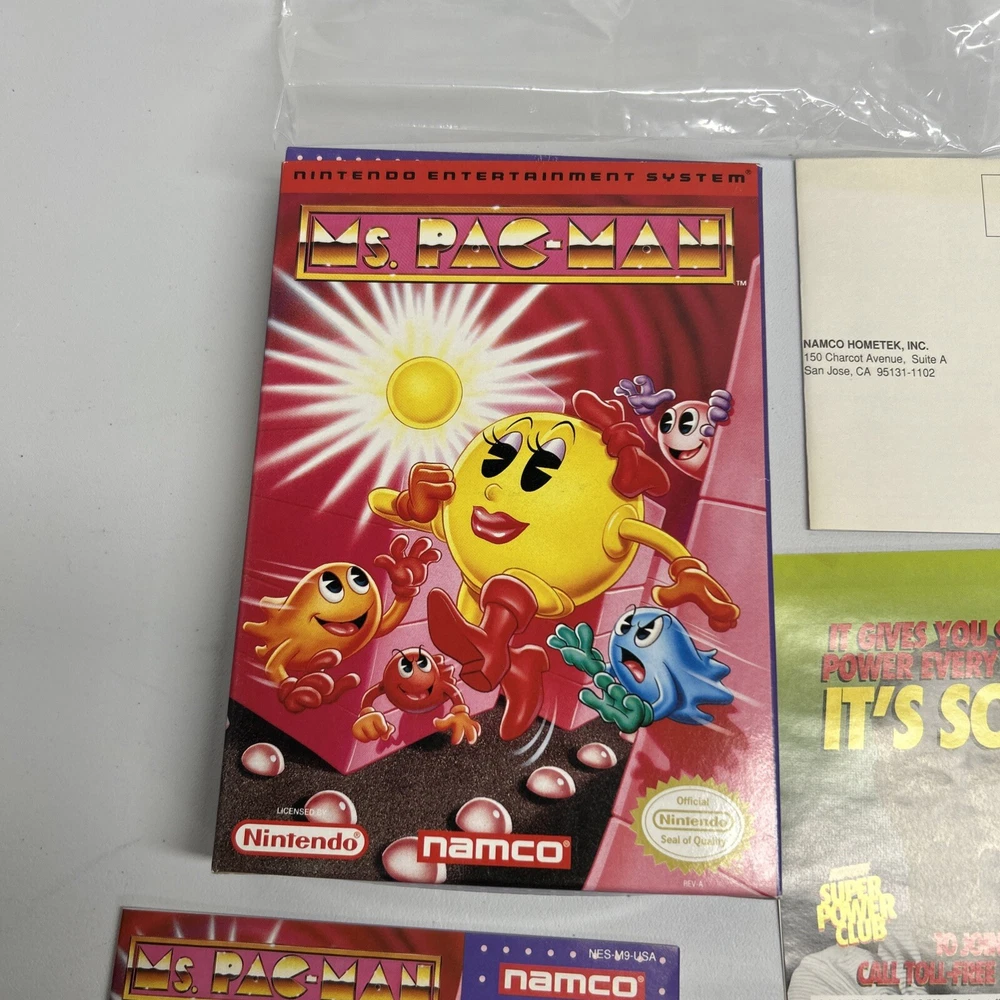 NINTENDO ENTERTAINMENT SYSTEM®
Ms. PAC-MAN
TM
LICENSED BY
Nintendo®
namco®
Official
Nintendo
Seal of Quality
REV-A
NAMCO HOMETEK, INC.
150 Charcot Avenue, Suite A
San Jose, CA 95131-1102
IT GIVES YOU
POWER EVERY
IT'S
SUPER
POWER
CLUB
CALL TOLL-FREE
Ms. PAC-MAN
NES-M9-USA
namco®